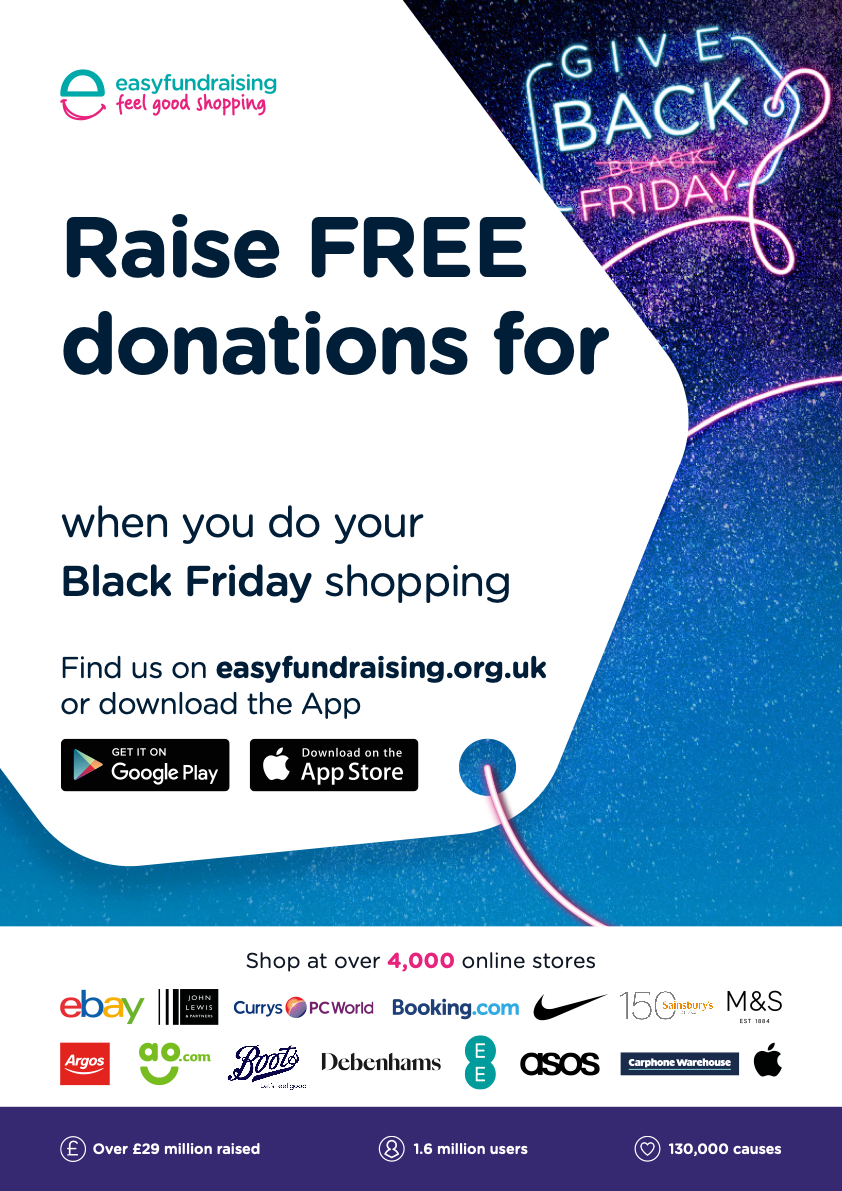 easyfundraising
feel good shopping
GIVE
BACK
BLACK
FRIDAY
Raise FREE
donations for
when you do your
Black Friday shopping
Find us on easyfundraising.org.uk
or download the App
GET IT ON
Google Play
Download on the
App Store
Shop at over 4,000 online stores
ebay
JOHN
LEWIS
& PARTNERS
Currys PC World
Booking.com
150
Sainsbury's
M&S
EST 1884
Argos
ao.com
Boots
let's feel good
Debenhams
EE
asos
Carphone Warehouse
£ Over £29 million raised
1.6 million users
130,000 causes